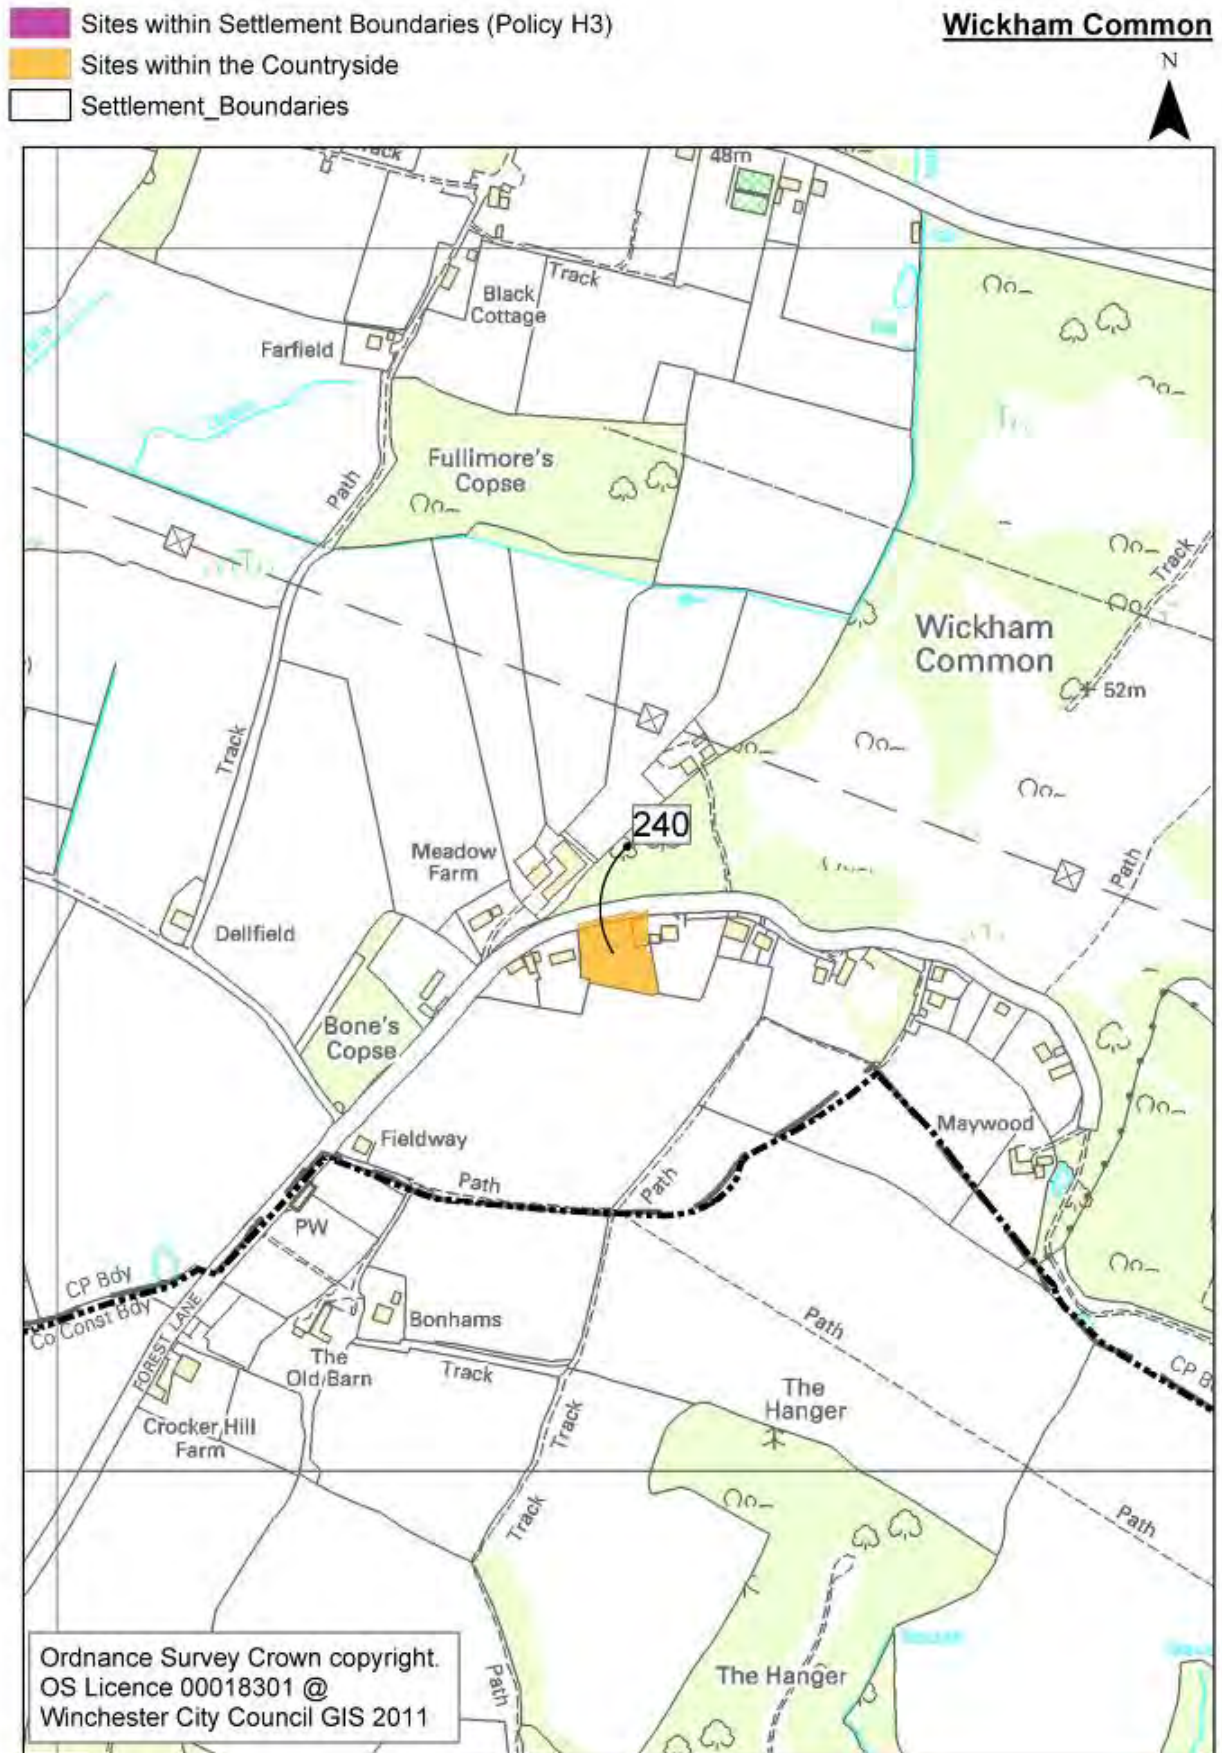 Sites within Settlement Boundaries (Policy H3)
Sites within the Countryside
Settlement_Boundaries
Wickham Common
N
48m
Track
Black
Cottage
Farfield
Fullimore's
Copse
Path
Track
Wickham
Common
52m
Track
240
Meadow
Farm
Path
Dellfield
Bone's
Copse
Maywood
Fieldway
Path
Path
PW
CP Bdy
Co Const Bdy
FOREST LANE
Bonhams
Path
The
Old Barn
Track
CP B
The
Hanger
Crocker Hill
Farm
Track
Track
Path
The Hanger
Path
Ordnance Survey Crown copyright.
OS Licence 00018301 @
Winchester City Council GIS 2011